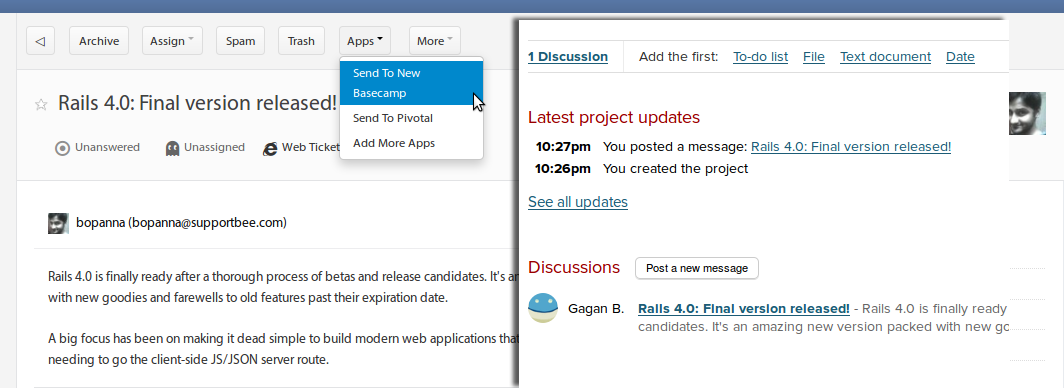 ◁ Archive Assign Spam Trash Apps More
Send To New
Basecamp
Send To Pivotal
Add More Apps
Rails 4.0: Final version released!
Unanswered Unassigned Web Ticket
bopanna (bopanna@supportbee.com)
Rails 4.0 is finally ready after a thorough process of betas and release candidates. It's an
with new goodies and farewells to old features past their expiration date.
A big focus has been on making it dead simple to build modern web applications that
needing to go the client-side JS/JSON server route.
1 Discussion Add the first: To-do list File Text document Date
Latest project updates
10:27pm You posted a message: Rails 4.0: Final version released!
10:26pm You created the project
See all updates
Discussions Post a new message
Gagan B. Rails 4.0: Final version released! - Rails 4.0 is finally ready
candidates. It's an amazing new version packed with new go